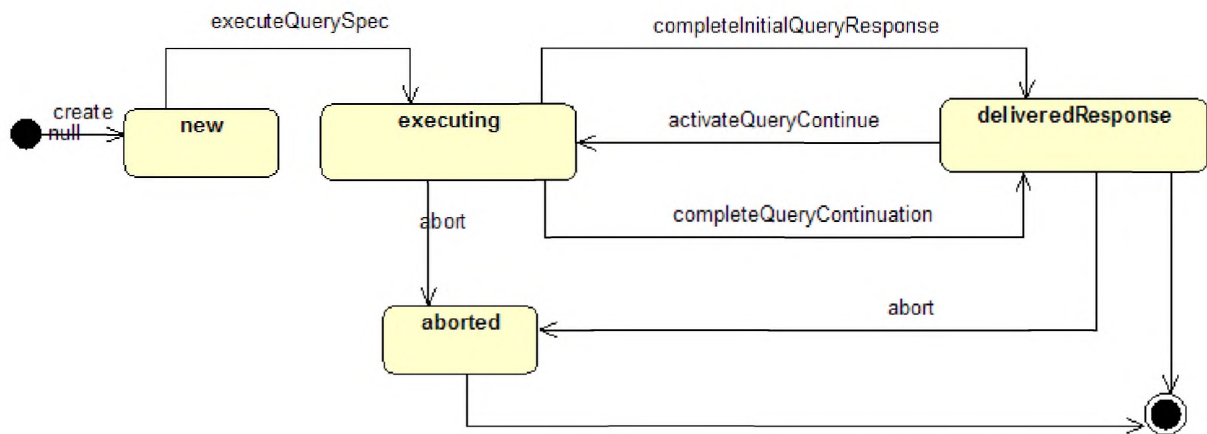 executeQuerySpec
completeInitialQueryResponse
create
null
new
executing
activateQueryContinue
deliveredResponse
abort
completeQueryContinuation
aborted
abort